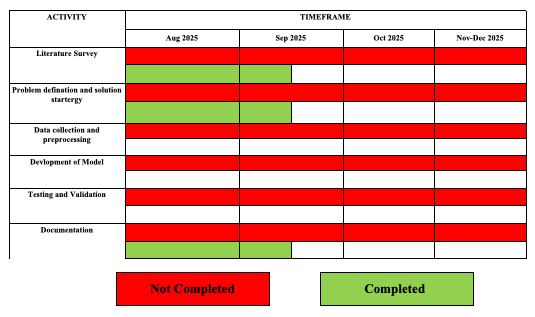 ACTIVITY
TIMEFRAME
Aug 2025
Sep 2025
Oct 2025
Nov-Dec 2025
Literature Survey
Problem defination and solution
startergy
Data collection and
preprocessing
Devlopment of Model
Testing and Validation
Documentation
Not Completed
Completed